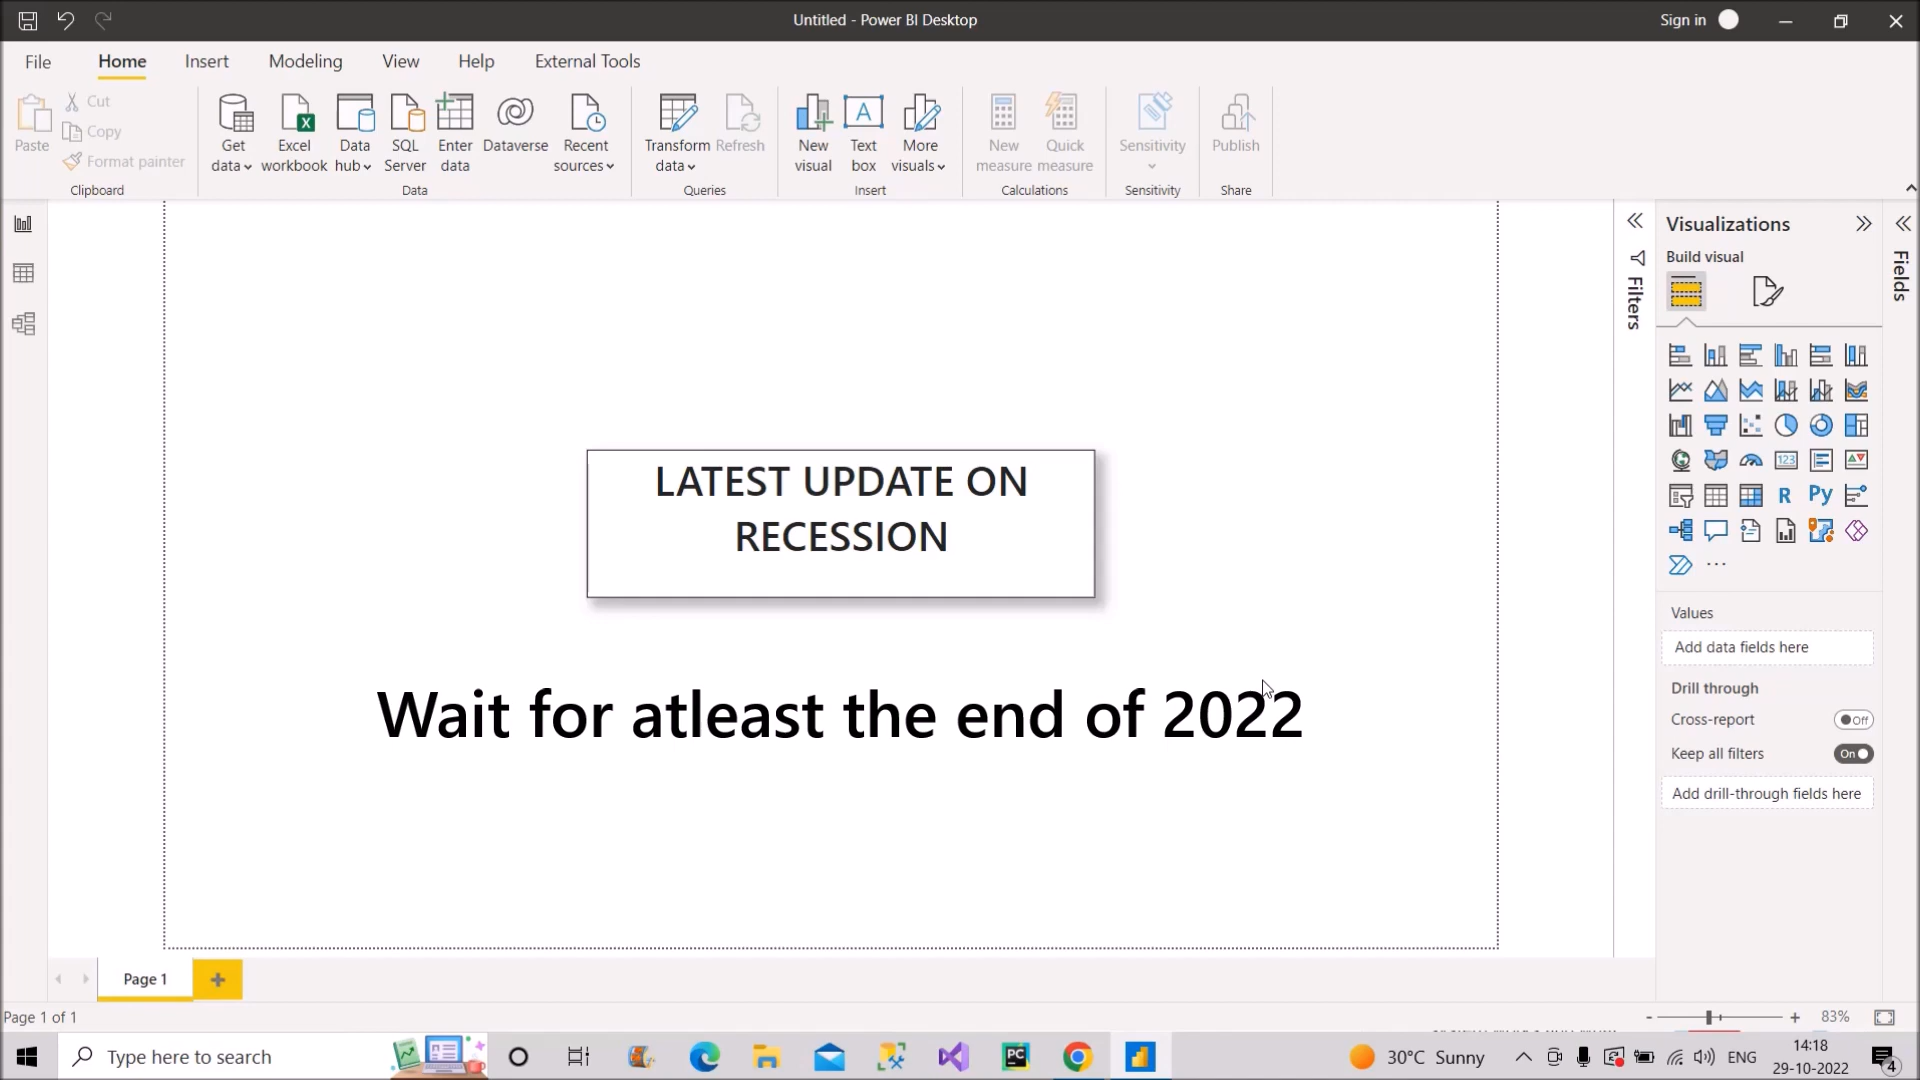 Untitled - Power BI Desktop
Sign in
File Home Insert Modeling View Help External Tools
Paste
Cut
Copy
Format painter
Clipboard
Get data
Excel workbook
Data hub
SQL Server
Enter data
Dataverse
Recent sources
Data
Transform data
Refresh
Queries
New visual
Text box
More visuals
Insert
New measure
Quick measure
Calculations
Sensitivity
Sensitivity
Publish
Share
LATEST UPDATE ON
RECESSION
Wait for atleast the end of 2022
Filters
Visualizations
Build visual
123
R
Py
Values
Add data fields here
Drill through
Cross-report
Off
Keep all filters
On
Add drill-through fields here
Fields
Page 1
Page 1 of 1
83%
Type here to search
PC
30°C Sunny
ENG
14:18
29-10-2022
4